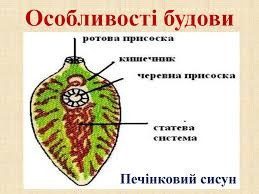 Особливості будови
ротова присоска
кишечник
черевна присоска
статева
система
Печінковий сисун